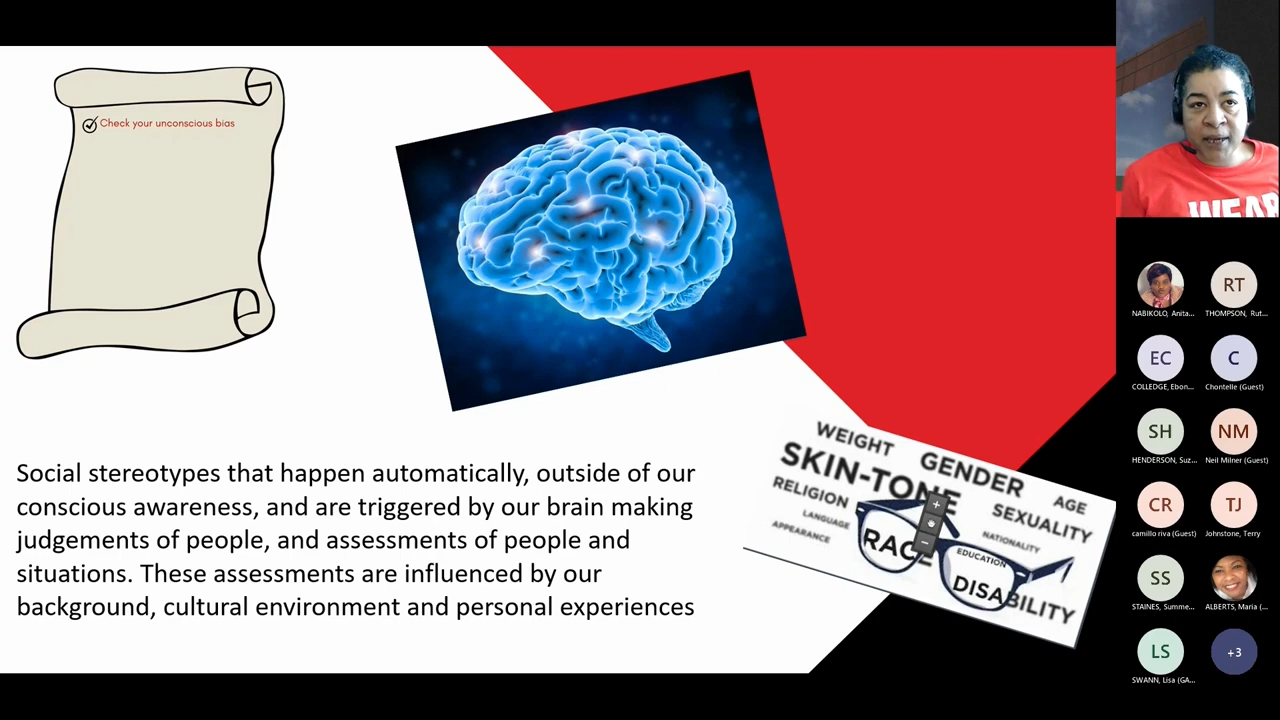 Check your unconscious bias
Social stereotypes that happen automatically, outside of our
conscious awareness, and are triggered by our brain making
judgements of people, and assessments of people and
situations. These assessments are influenced by our
background, cultural environment and personal experiences
WEIGHT
GENDER
SKIN-TONE
AGE
RELIGION
SEXUALITY
LANGUAGE
NATIONALITY
APPEARANCE
RACE
EDUCATION
DISABILITY
WEAR
NABIKOLO, Anita...
RT
THOMPSON, Rut...
EC
COLLEDGE, Ebon...
C
Chontelle (Guest)
SH
HENDERSON, Suz...
NM
Neil Milner (Guest)
CR
camillo riva (Guest)
TJ
Johnstone, Terry
SS
STAINES, Summe...
ALBERTS, Maria (...
LS
SWANN, Lisa (GA...
+3